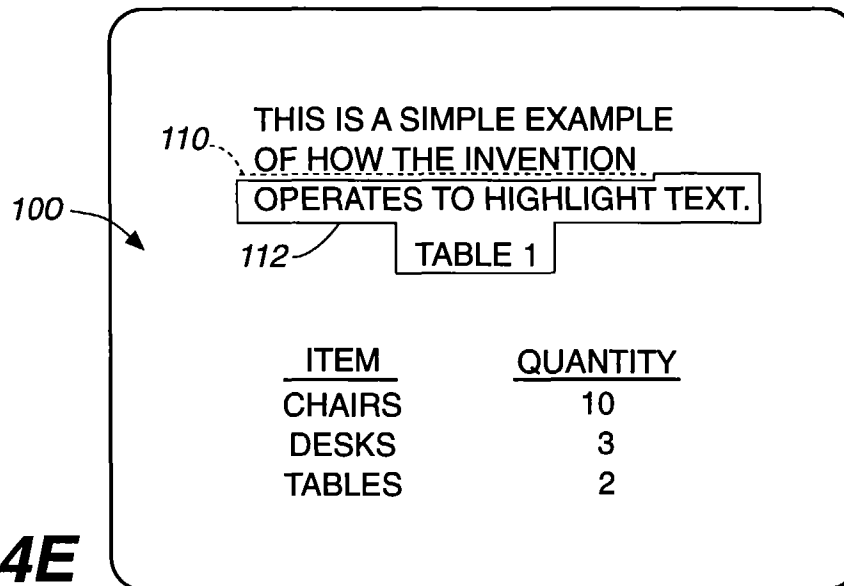 THIS IS A SIMPLE EXAMPLE
110
OF HOW THE INVENTION
OPERATES TO HIGHLIGHT TEXT.
100
112
TABLE 1
ITEM QUANTITY
CHAIRS 10
DESKS 3
TABLES 2
4E